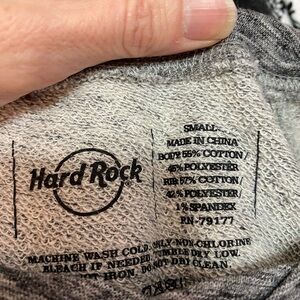 Hard Rock
SMALL
MADE IN CHINA
BODY 55% COTTON/
45% POLYESTER
RIB 57% COTTON/
42% POLYESTER
1% SPANDEX
RN-79177
MACHINE WASH COLD. ONLY NON-CHLORINE
BLEACH IF NEEDED. TUMBLE DRY LOW.
NOT IRON. DO NOT DRY CLEAN.